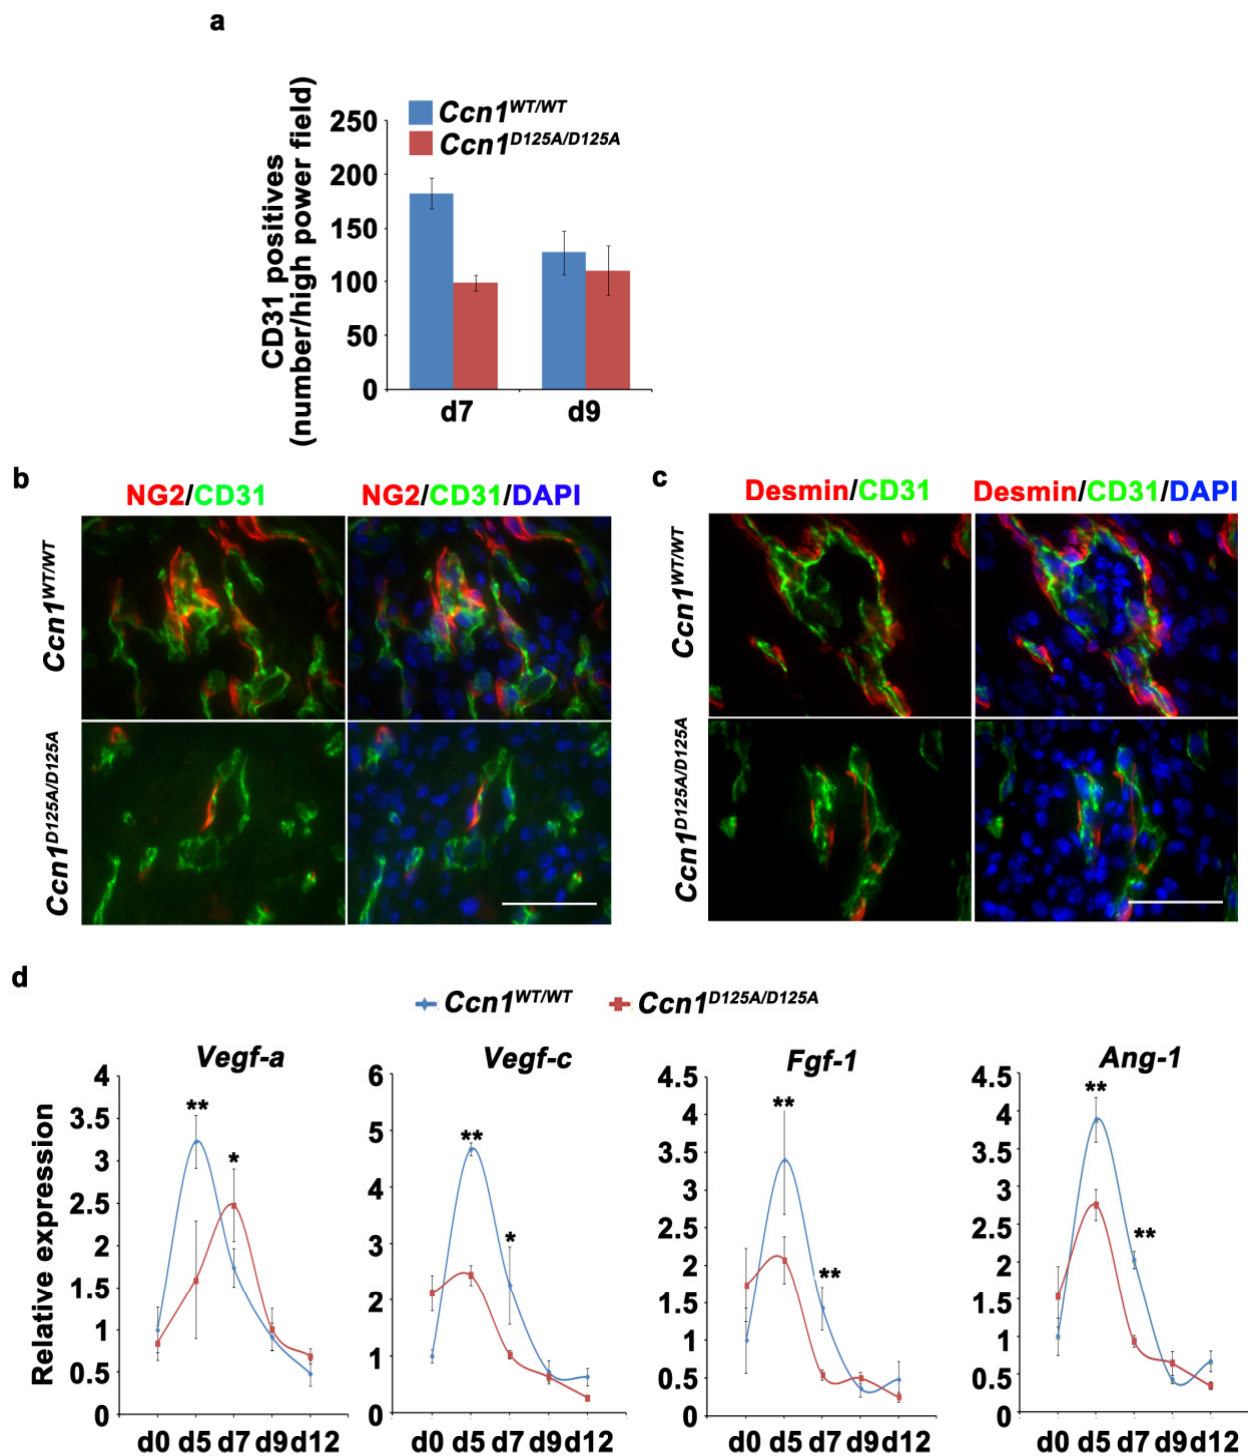 a
CD31 positives
(number/high power field)
250
200
150
100
50
0
Ccn1WT/WT
Ccn1D125A/D125A
d7 d9
b
NG2/CD31 NG2/CD31/DAPI
Ccn1WT/WT
Ccn1D125A/D125A
c
Desmin/CD31 Desmin/CD31/DAPI
Ccn1WT/WT
Ccn1D125A/D125A
d
Ccn1WT/WT Ccn1D125A/D125A
Relative expression
Vegf-a
4
3.5
3
2.5
2
1.5
1
0.5
0
** *
d0 d5 d7 d9 d12
Vegf-c
6
5
4
3
2
1
0
** *
d0 d5 d7 d9 d12
Fgf-1
4.5
4
3.5
3
2.5
2
1.5
1
0.5
0
** **
d0 d5 d7 d9 d12
Ang-1
4.5
4
3.5
3
2.5
2
1.5
1
0.5
0
** **
d0 d5 d7 d9 d12